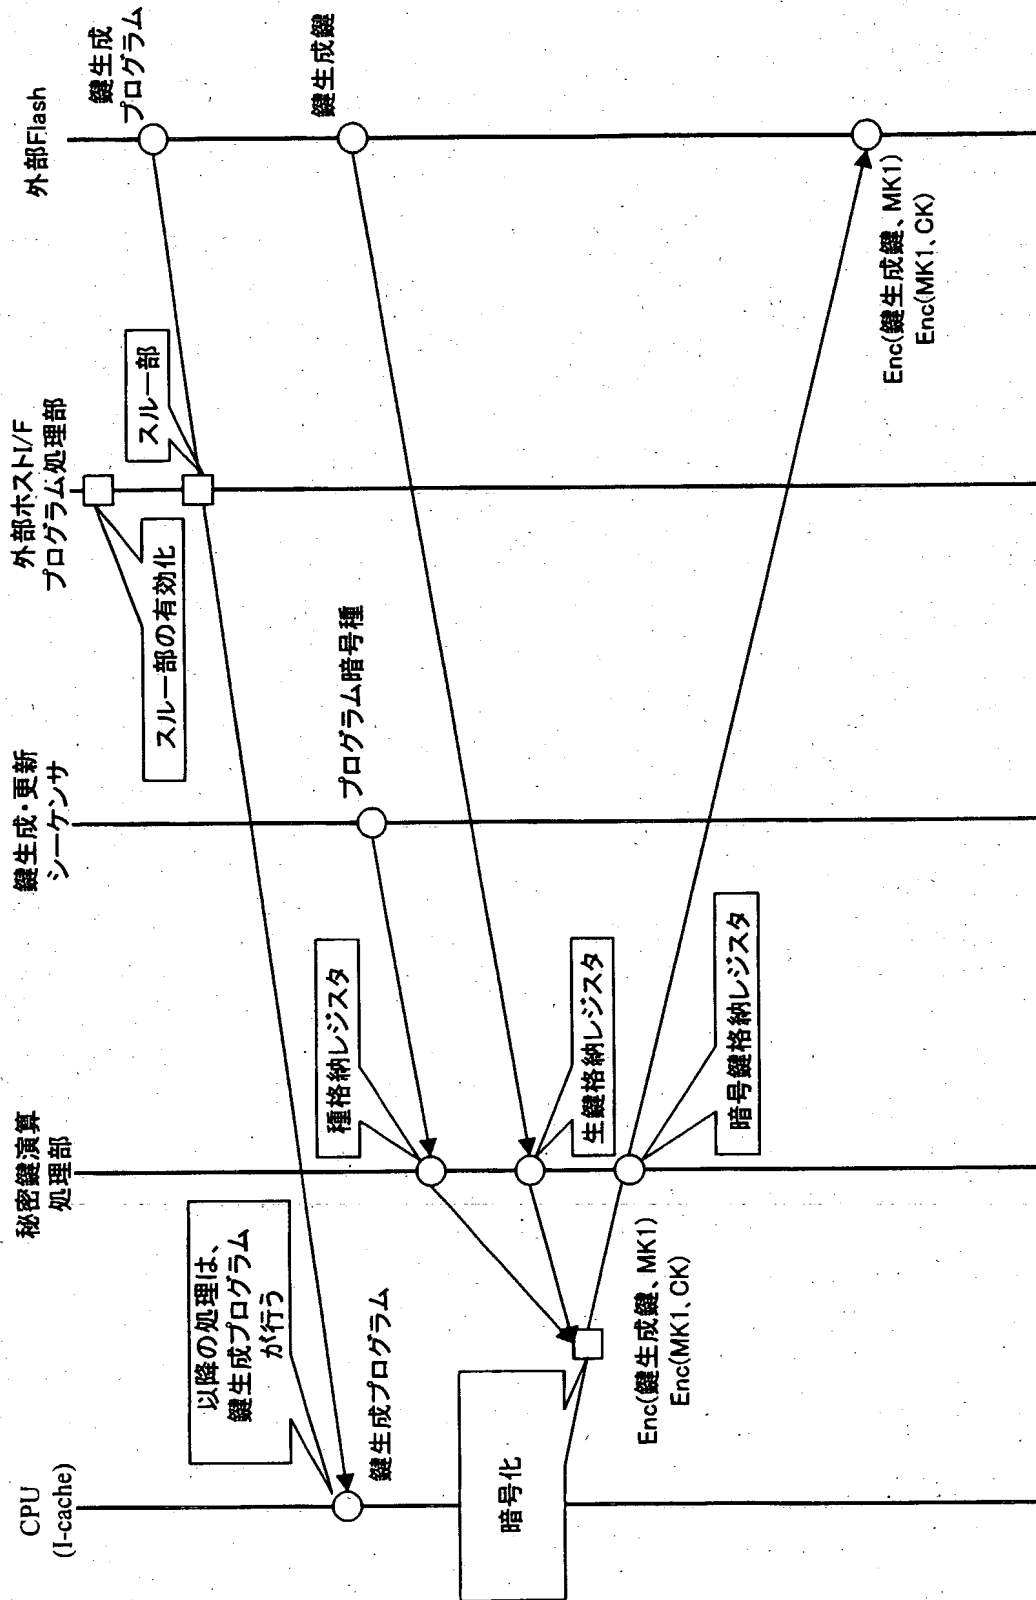 CPU
(I-cache)
秘密鍵演算
処理部
鍵生成・更新
シーケンサ
外部ホストI/F
プログラム処理部
外部Flash
スルー部の有効化
鍵生成
プログラム
スルー部
以降の処理は、
鍵生成プログラム
が行う
鍵生成プログラム
種格納レジスタ
プログラム暗号種
鍵生成鍵
生鍵格納レジスタ
暗号化
Enc(鍵生成鍵、MK1)
Enc(MK1、CK)
暗号鍵格納レジスタ
Enc(鍵生成鍵、MK1)
Enc(MK1、CK)